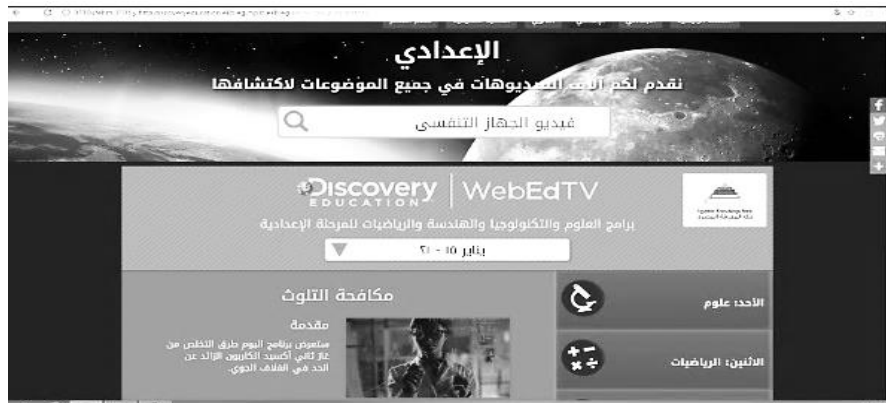 الإعدادي
نقدم لكم آلاف الفيديوهات في جميع الموضوعات لاكتشافها
فيديو الجهاز التنفسى
Discovery
EDUCATION
WebEdTV
برامج العلوم والتكنولوجيا والهندسة والرياضيات للمرحلة الإعدادية
يناير ١٥ - ٢١
الأحد: علوم
الاثنين: الرياضيات
مكافحة التلوث
مقدمة
ستعرض برنامج اليوم طرق التخلص من
غاز ثاني أكسيد الكاربون الزائد عن
الحد في الغلاف الجوي.